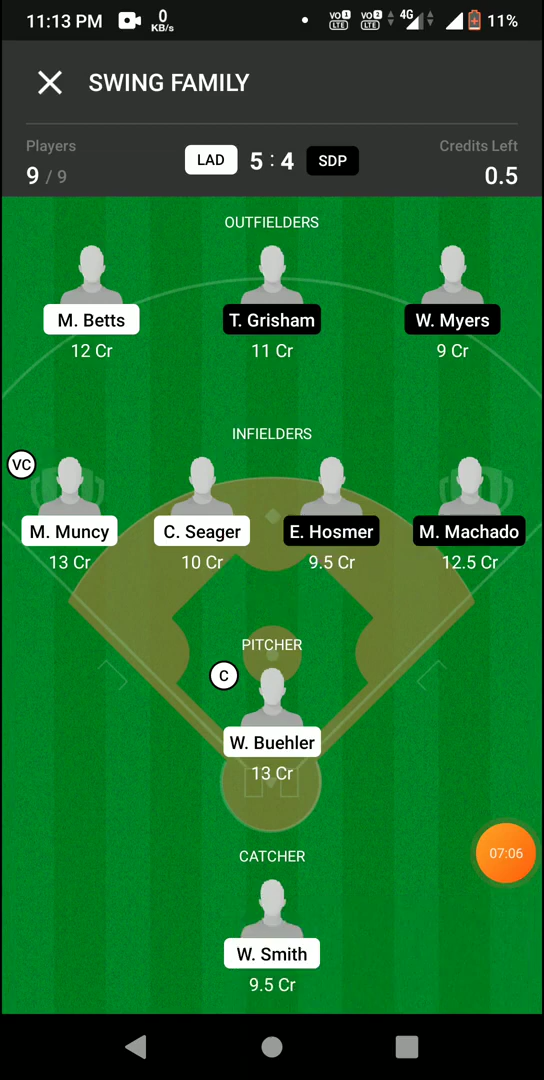 11:13 PM 0 KB/s VO 1 LTE VO 2 LTE 4G 11%
SWING FAMILY
Players Credits Left
9 / 9 LAD 5 : 4 SDP 0.5
OUTFIELDERS
M. Betts T. Grisham W. Myers
12 Cr 11 Cr 9 Cr
INFIELDERS
VC
M. Muncy C. Seager E. Hosmer M. Machado
13 Cr 10 Cr 9.5 Cr 12.5 Cr
PITCHER
C
W. Buehler
13 Cr
07:06
CATCHER
W. Smith
9.5 Cr